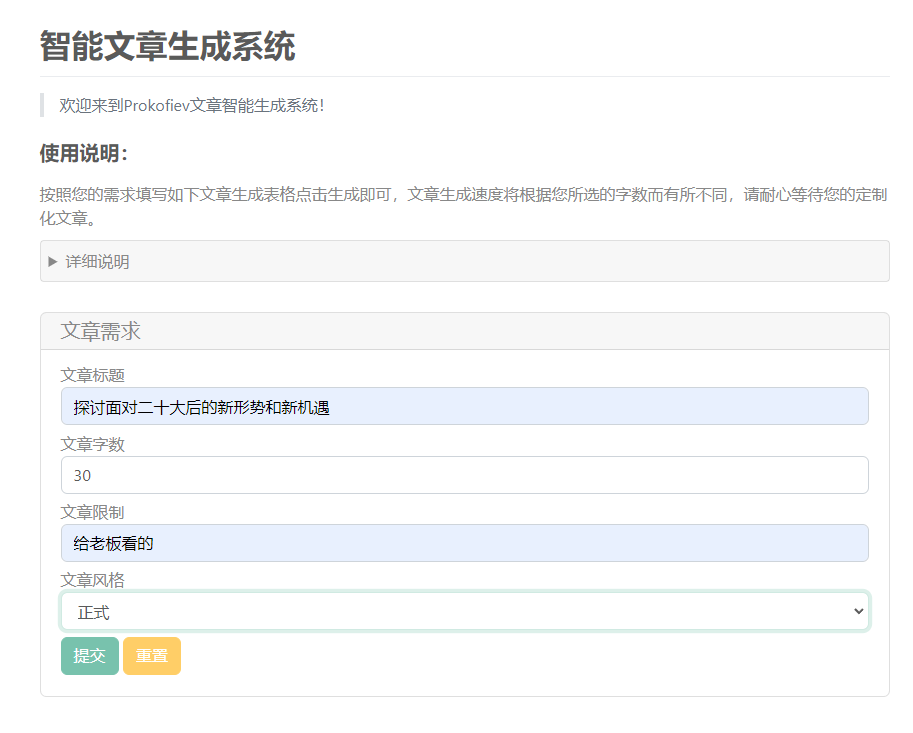 智能文章生成系统
欢迎来到Prokofiev文章智能生成系统!
使用说明：
按照您的需求填写如下文章生成表格点击生成即可，文章生成速度将根据您所选的字数而有所不同，请耐心等待您的定制
化文章。
▶ 详细说明
文章需求
文章标题
探讨面对二十大后的新形势和新机遇
文章字数
30
文章限制
给老板看的
文章风格
正式
提交 重置